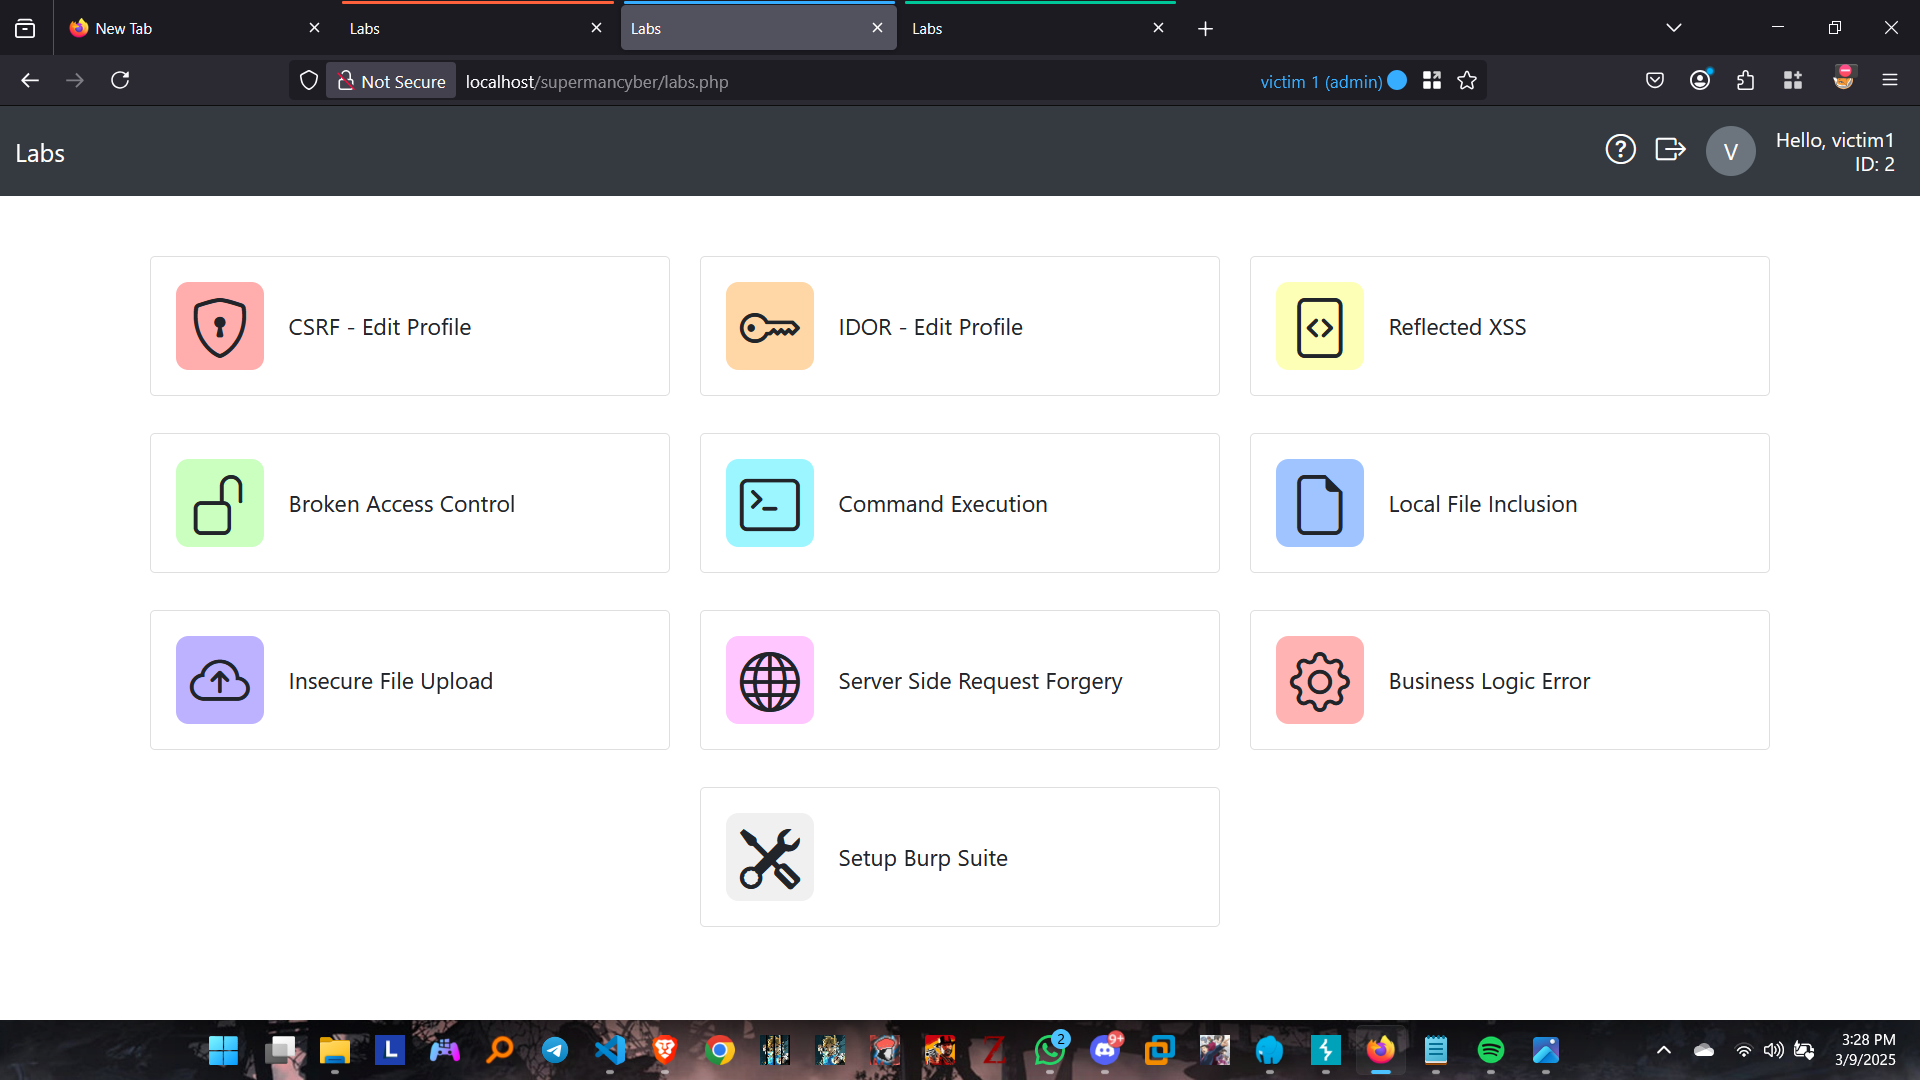 New Tab
Labs
Labs
Labs
Not Secure
localhost/supermancyber/labs.php
victim 1 (admin)
Labs
?
V
Hello, victim1
ID: 2
CSRF - Edit Profile
IDOR - Edit Profile
Reflected XSS
Broken Access Control
Command Execution
Local File Inclusion
Insecure File Upload
Server Side Request Forgery
Business Logic Error
Setup Burp Suite
L
Z
2
9+
3:28 PM
3/9/2025